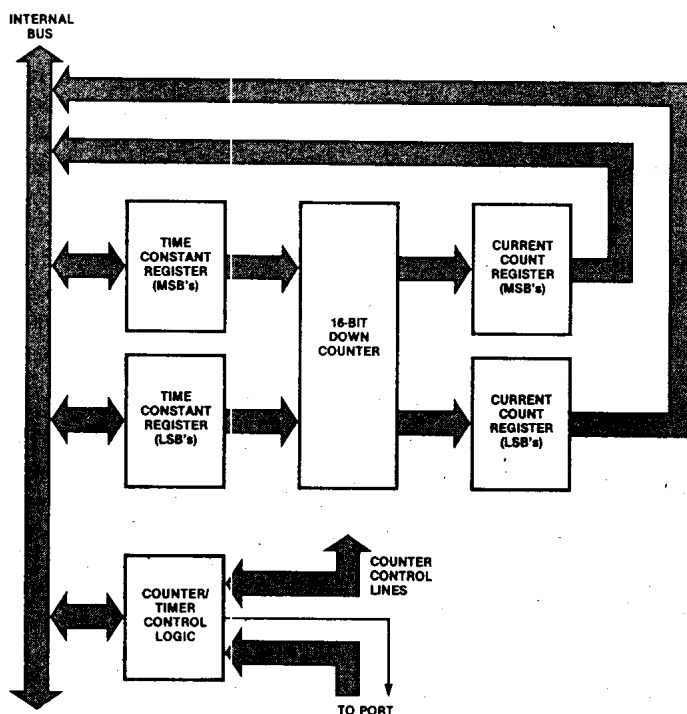 INTERNAL
BUS
TIME
CONSTANT
REGISTER
(MSB's)
16-BIT
DOWN
COUNTER
CURRENT
COUNT
REGISTER
(MSB's)
TIME
CONSTANT
REGISTER
(LSB's)
CURRENT
COUNT
REGISTER
(LSB's)
COUNTER/
TIMER
CONTROL
LOGIC
COUNTER
CONTROL
LINES
TO PORT